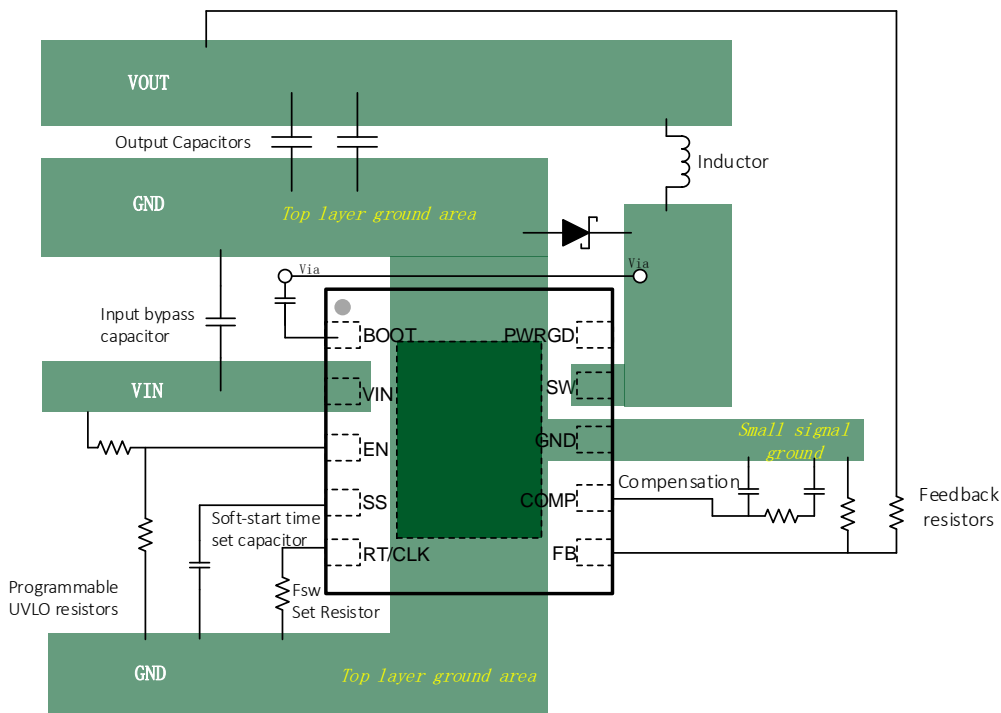 VOUT
Output Capacitors
Inductor
GND
Top layer ground area
Via
Via
Input bypass
capacitor
BOOT
PWRGD
VIN
VIN
SW
EN
GND
Small signal
ground
SS
COMP
Compensation
Soft-start time
set capacitor
Feedback
resistors
RT/CLK
FB
Programmable
UVLO resistors
Fsw
Set Resistor
GND
Top layer ground area